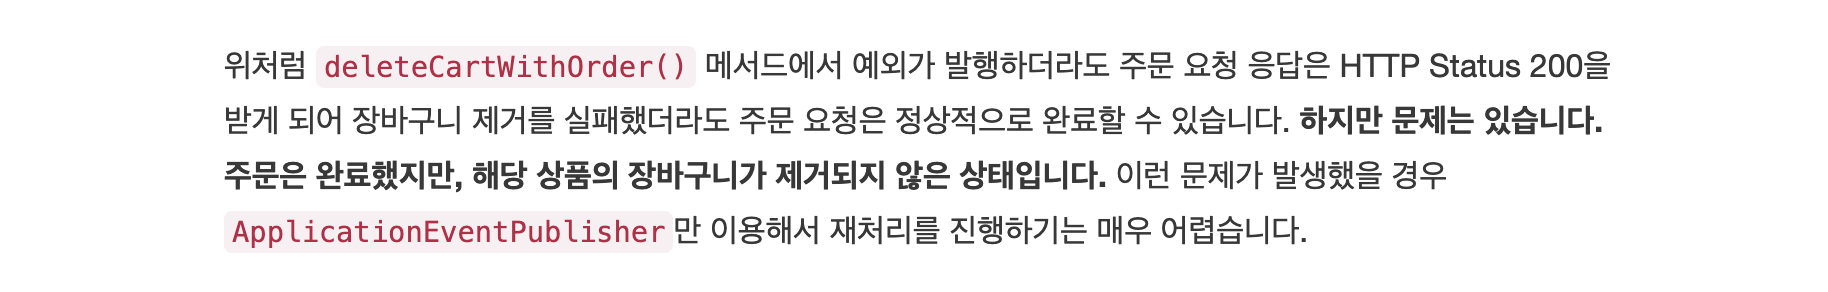 위처럼 deleteCartWithOrder() 메서드에서 예외가 발행하더라도 주문 요청 응답은 HTTP Status 200을
받게 되어 장바구니 제거를 실패했더라도 주문 요청은 정상적으로 완료할 수 있습니다. 하지만 문제는 있습니다.
주문은 완료했지만, 해당 상품의 장바구니가 제거되지 않은 상태입니다. 이런 문제가 발생했을 경우
ApplicationEventPublisher만 이용해서 재처리를 진행하기는 매우 어렵습니다.